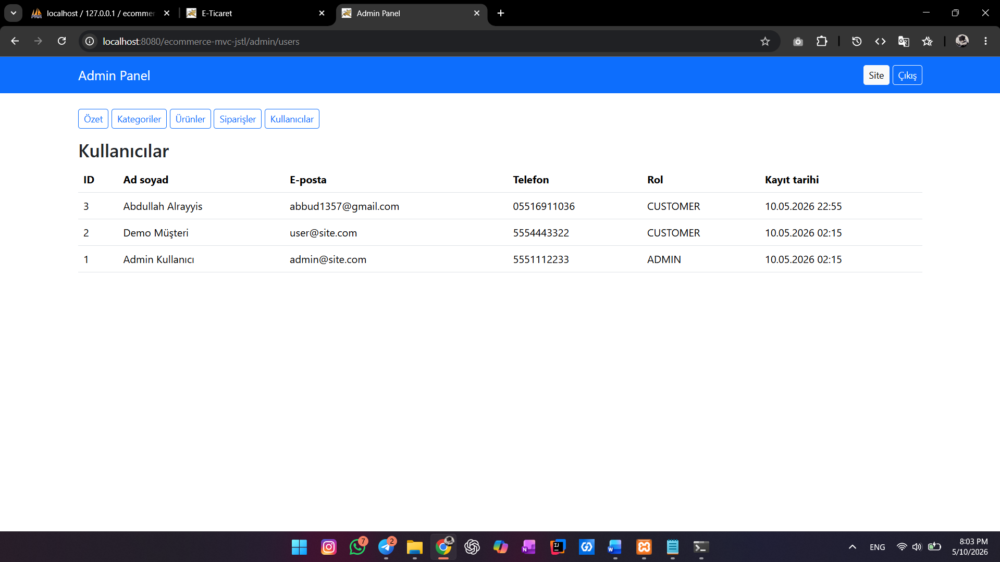 localhost / 127.0.0.1 / ecommer
E-Ticaret
Admin Panel
localhost:8080/ecommerce-mvc-jstl/admin/users
Admin Panel
Site
Çıkış
Özet
Kategoriler
Ürünler
Siparişler
Kullanıcılar
Kullanıcılar
ID Ad soyad E-posta Telefon Rol Kayıt tarihi
3 Abdullah Alrayyis abbud1357@gmail.com 05516911036 CUSTOMER 10.05.2026 22:55
2 Demo Müşteri user@site.com 5554443322 CUSTOMER 10.05.2026 02:15
1 Admin Kullanıcı admin@site.com 5551112233 ADMIN 10.05.2026 02:15
7
2
ENG
8:03 PM
5/10/2026